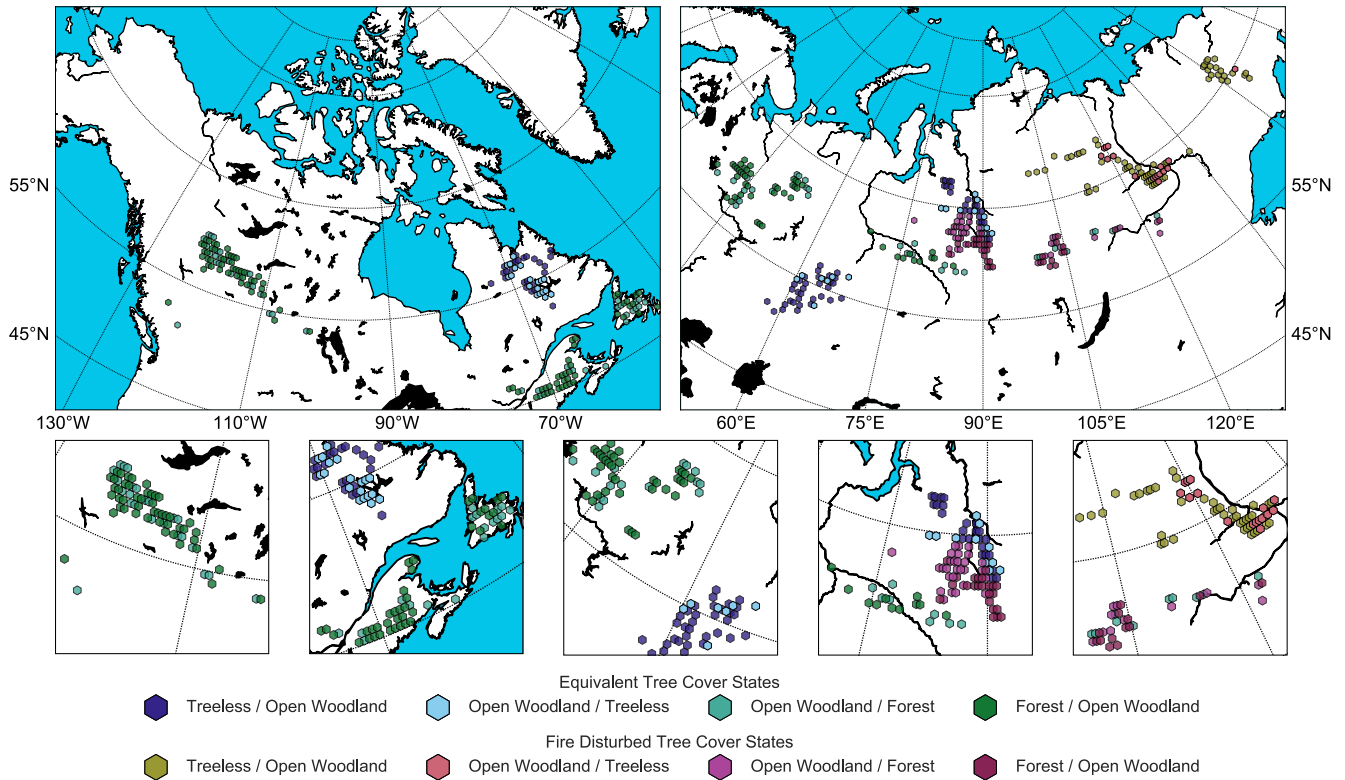 55°N
45°N
55°N
45°N
130°W 110°W 90°W 70°W 60°E 75°E 90°E 105°E 120°E
Equivalent Tree Cover States
Treeless / Open Woodland Open Woodland / Treeless Open Woodland / Forest Forest / Open Woodland
Fire Disturbed Tree Cover States
Treeless / Open Woodland Open Woodland / Treeless Open Woodland / Forest Forest / Open Woodland